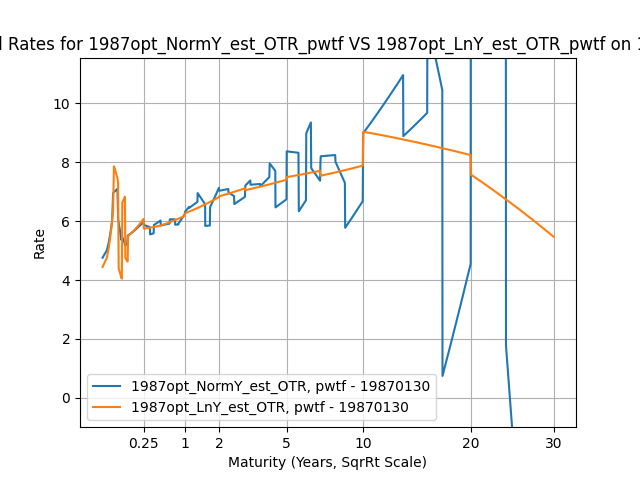 Rates for 1987opt_NormY_est_OTR_pwtf VS 1987opt_LnY_est_OTR_pwtf on
Rate
10
8
6
4
2
0
1987opt_NormY_est_OTR, pwtf - 19870130
1987opt_LnY_est_OTR, pwtf - 19870130
0.25 1 2 5 10 20 30
Maturity (Years, SqrRt Scale)